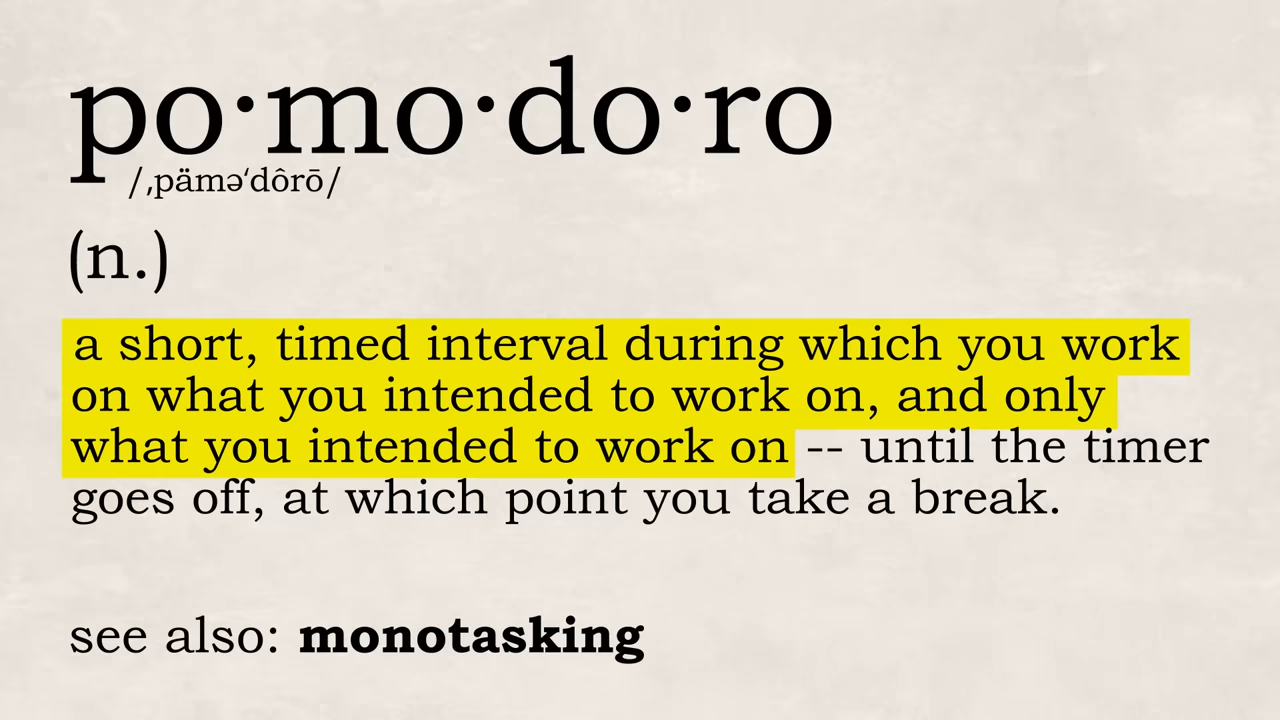 po·mo·do·ro
/ˌpäməˈdôrō/
(n.)
a short, timed interval during which you work
on what you intended to work on, and only
what you intended to work on -- until the timer
goes off, at which point you take a break.
see also: monotasking